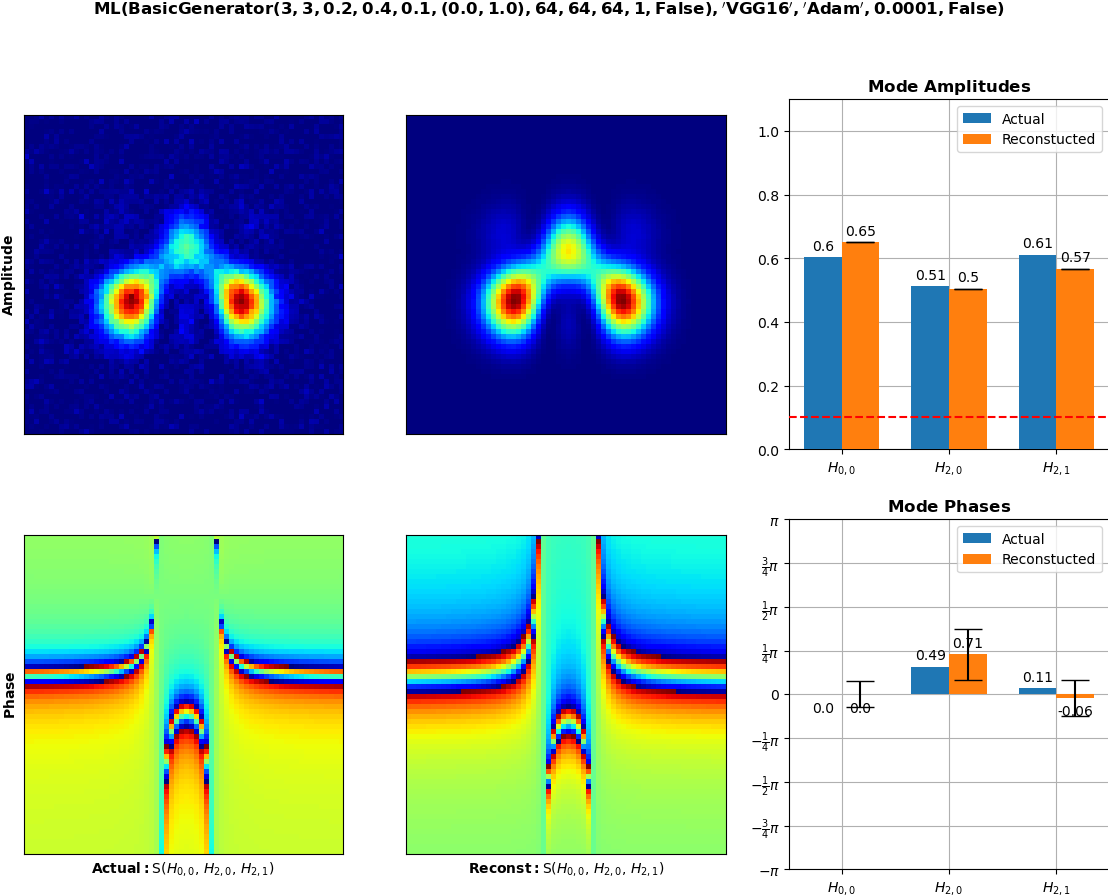 ML(BasicGenerator(3, 3, 0.2, 0.4, 0.1, (0.0, 1.0), 64, 64, 64, 1, False), ′VGG16′, ′Adam′, 0.0001, False)
Mode Amplitudes
Actual
Reconstucted
1.0
0.8
0.6
0.4
0.2
0.0
0.6
0.65
0.51
0.5
0.61
0.57
H0,0
H2,0
H2,1
Amplitude
Mode Phases
Actual
Reconstucted
π
3/4π
1/2π
1/4π
0
−1/4π
−1/2π
−3/4π
−π
0.0
0.0
0.49
0.71
0.11
-0.06
H0,0
H2,0
H2,1
Phase
Actual: S(H0,0, H2,0, H2,1)
Reconst: S(H0,0, H2,0, H2,1)